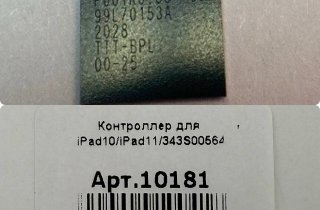 99L70153A
2028
TTT-BPL
00-25
Контроллер для
iPad10/iPad11/343S00564
Арт.10181